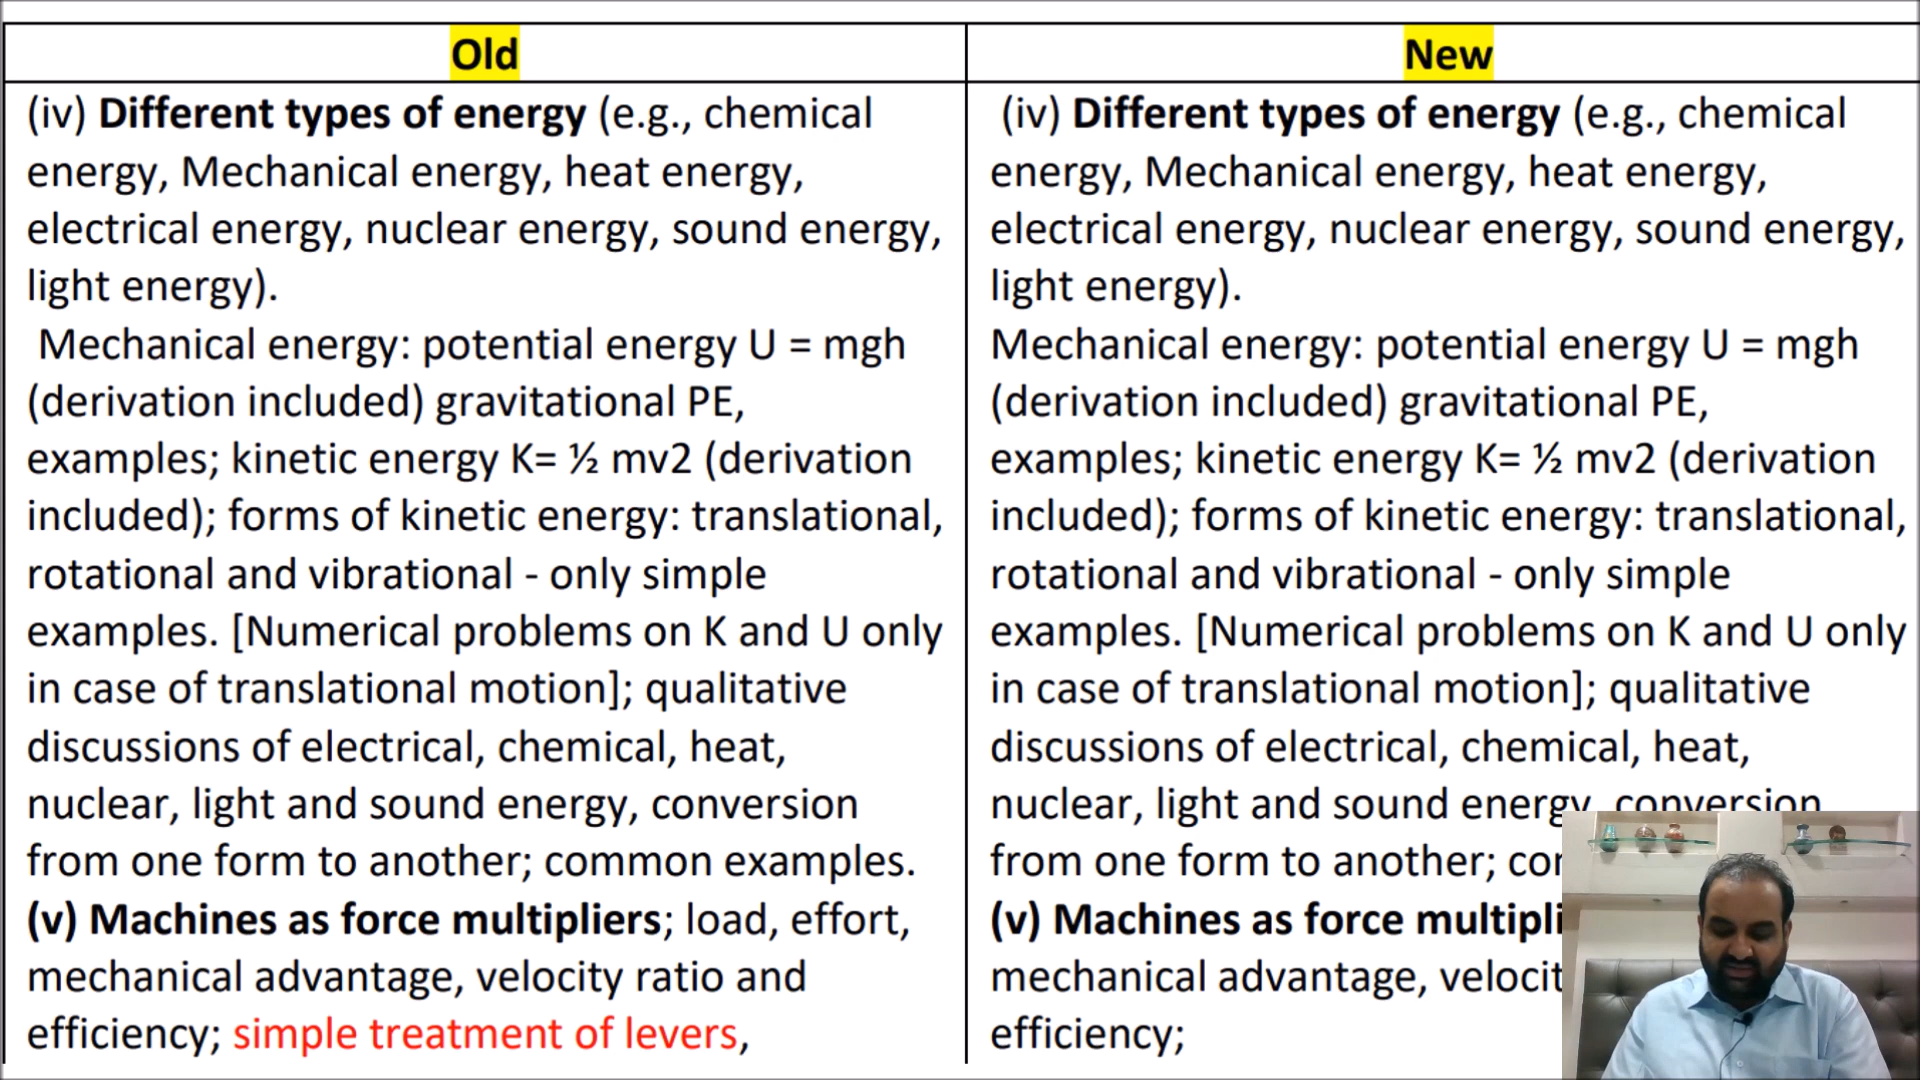 Old
(iv) Different types of energy (e.g., chemical
energy, Mechanical energy, heat energy,
electrical energy, nuclear energy, sound energy,
light energy).
Mechanical energy: potential energy U = mgh
(derivation included) gravitational PE,
examples; kinetic energy K= ½ mv2 (derivation
included); forms of kinetic energy: translational,
rotational and vibrational - only simple
examples. [Numerical problems on K and U only
in case of translational motion]; qualitative
discussions of electrical, chemical, heat,
nuclear, light and sound energy, conversion
from one form to another; common examples.
(v) Machines as force multipliers; load, effort,
mechanical advantage, velocity ratio and
efficiency; simple treatment of levers,
New
(iv) Different types of energy (e.g., chemical
energy, Mechanical energy, heat energy,
electrical energy, nuclear energy, sound energy,
light energy).
Mechanical energy: potential energy U = mgh
(derivation included) gravitational PE,
examples; kinetic energy K= ½ mv2 (derivation
included); forms of kinetic energy: translational,
rotational and vibrational - only simple
examples. [Numerical problems on K and U only
in case of translational motion]; qualitative
discussions of electrical, chemical, heat,
nuclear, light and sound energy, conversion
from one form to another;
(v) Machines as force
mechanical advantage,
efficiency;